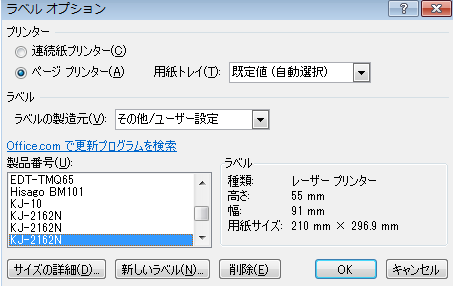 ラベル オプション
プリンター
連続紙プリンター(C)
ページ プリンター(A)
用紙トレイ(T):
既定値 (自動選択)
ラベル
ラベルの製造元(V):
その他/ユーザー設定
Office.com で更新プログラムを検索
製品番号(U):
EDT-TMQ65
Hisago BM101
KJ-10
KJ-2162N
KJ-2162N
KJ-2162N
ラベル
種類: レーザー プリンター
高さ: 55 mm
幅: 91 mm
用紙サイズ: 210 mm × 296.9 mm
サイズの詳細(D)...
新しいラベル(N)...
削除(E)
OK
キャンセル